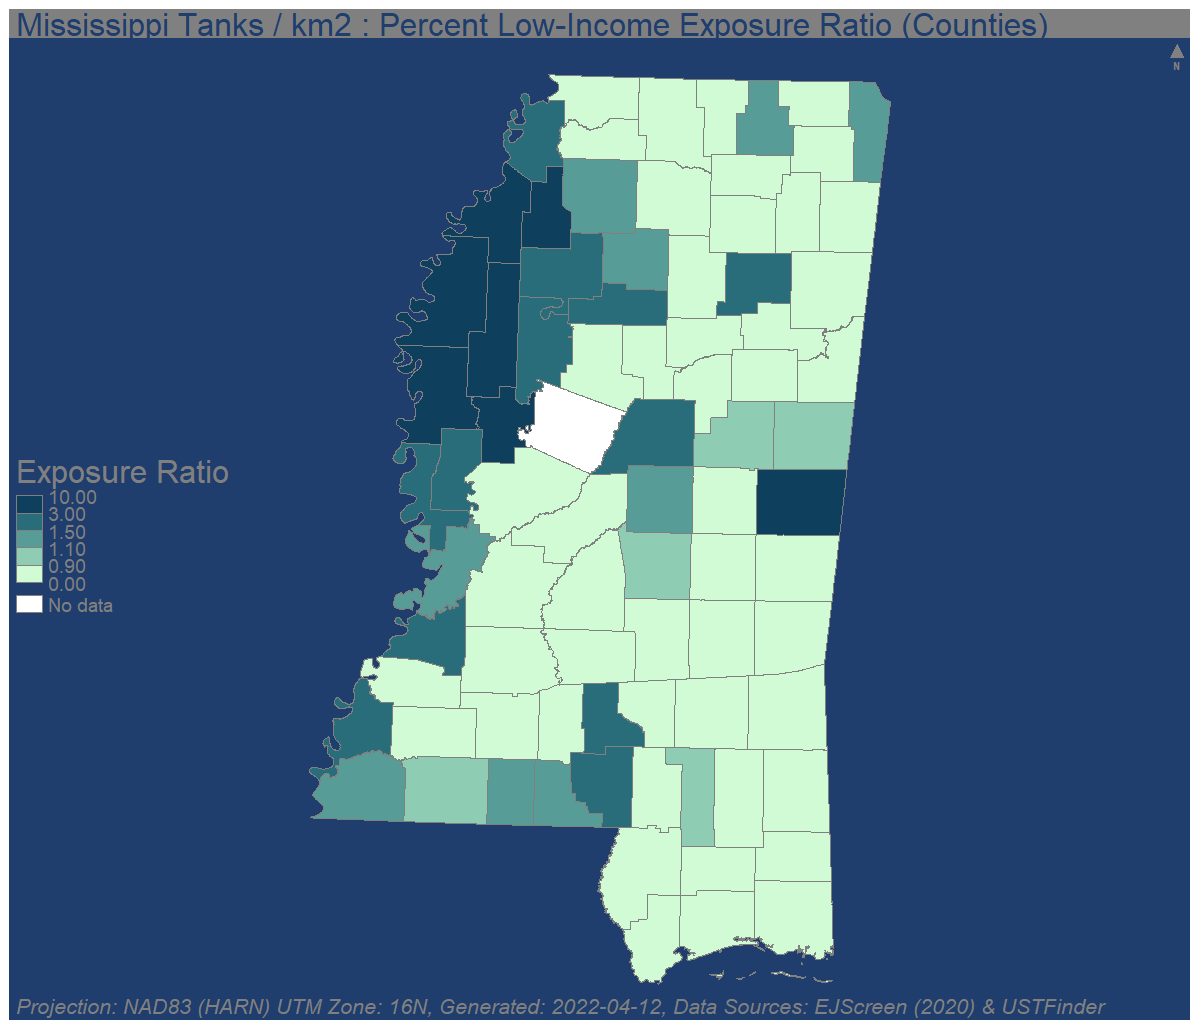 Mississippi Tanks / km2 : Percent Low-Income Exposure Ratio (Counties)
N
Exposure Ratio
10.00
3.00
1.50
1.10
0.90
0.00
No data
Projection: NAD83 (HARN) UTM Zone: 16N, Generated: 2022-04-12, Data Sources: EJScreen (2020) & USTFinder